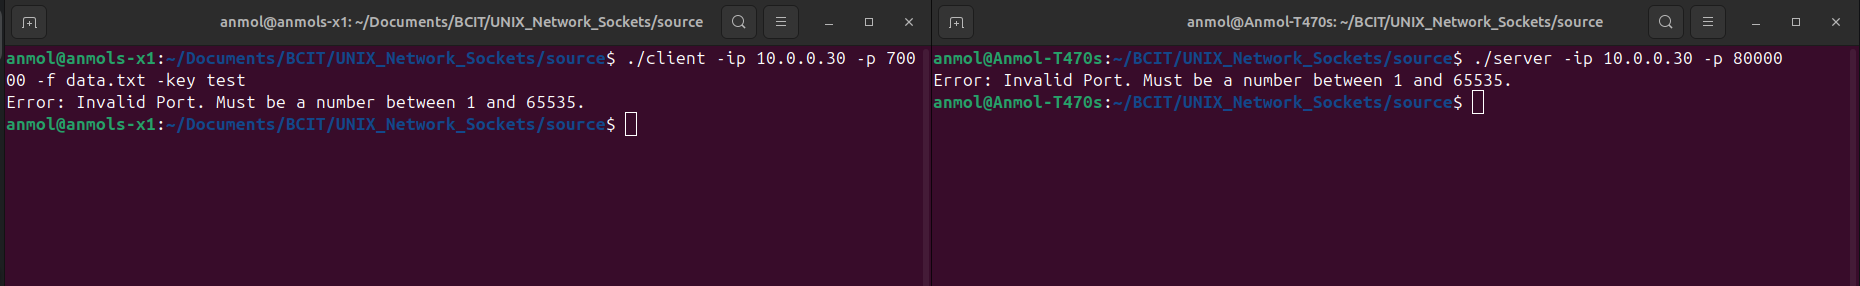 anmol@anmols-x1: ~/Documents/BCIT/UNIX_Network_Sockets/source
anmol@anmols-x1:~/Documents/BCIT/UNIX_Network_Sockets/source$ ./client -ip 10.0.0.30 -p 700
00 -f data.txt -key test
Error: Invalid Port. Must be a number between 1 and 65535.
anmol@anmols-x1:~/Documents/BCIT/UNIX_Network_Sockets/source$
anmol@Anmol-T470s: ~/BCIT/UNIX_Network_Sockets/source
anmol@Anmol-T470s:~/BCIT/UNIX_Network_Sockets/source$ ./server -ip 10.0.0.30 -p 80000
Error: Invalid Port. Must be a number between 1 and 65535.
anmol@Anmol-T470s:~/BCIT/UNIX_Network_Sockets/source$